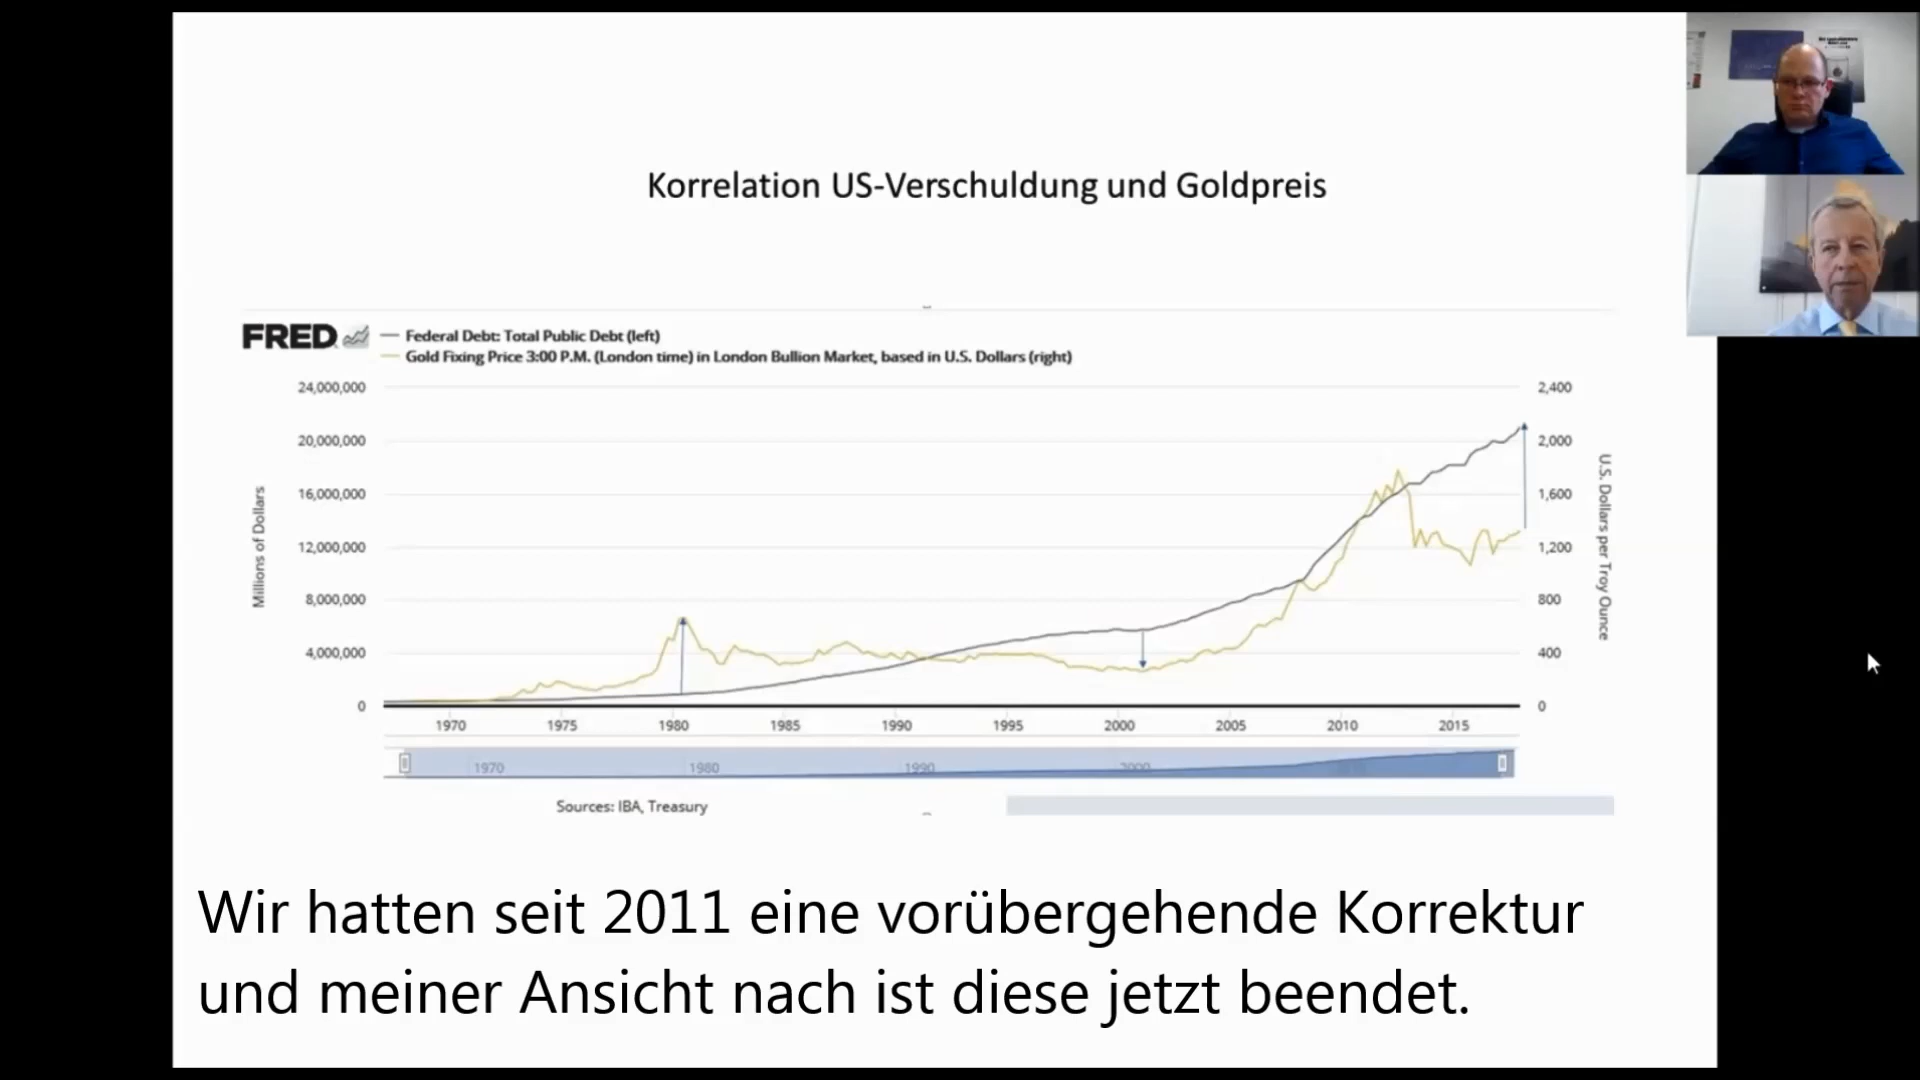 Korrelation US-Verschuldung und Goldpreis
FRED
Federal Debt: Total Public Debt (left)
Gold Fixing Price 3:00 P.M. (London time) in London Bullion Market, based in U.S. Dollars (right)
24,000,000
20,000,000
16,000,000
12,000,000
8,000,000
4,000,000
0
Millions of Dollars
2,400
2,000
1,600
1,200
800
400
0
U.S. Dollars per Troy Ounce
1970 1975 1980 1985 1990 1995 2000 2005 2010 2015
1970 1980 1990 2000
Sources: IBA, Treasury
Wir hatten seit 2011 eine vorübergehende Korrektur
und meiner Ansicht nach ist diese jetzt beendet.